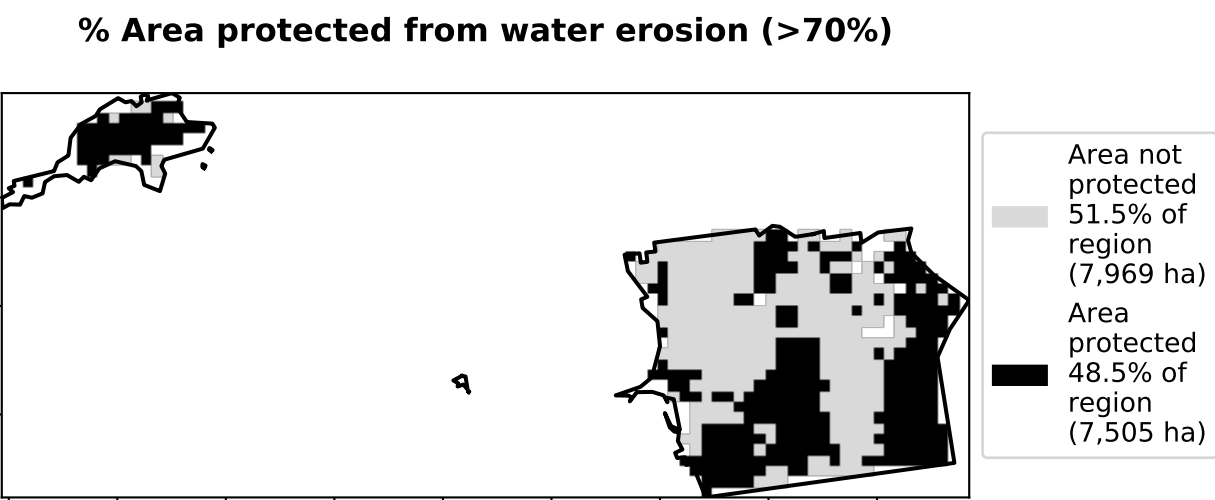 % Area protected from water erosion (>70%)
Area not
protected
51.5% of
region
(7,969 ha)
Area
protected
48.5% of
region
(7,505 ha)